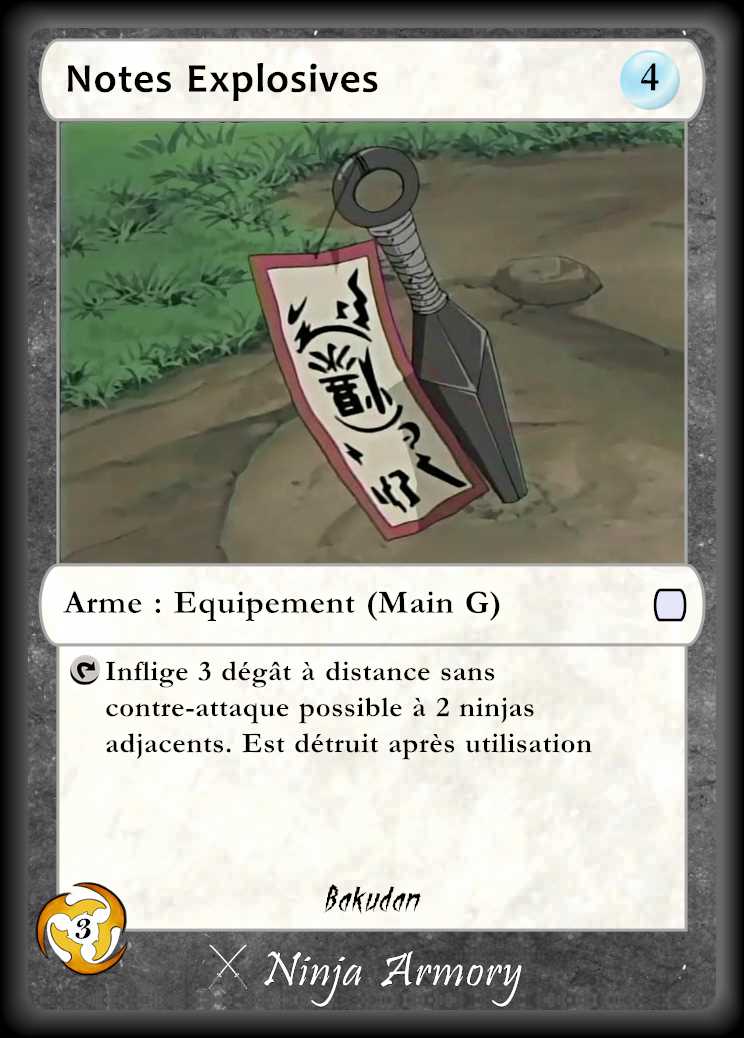 Notes Explosives
4
Arme : Equipement (Main G)
Inflige 3 dégât à distance sans
contre-attaque possible à 2 ninjas
adjacents. Est détruit après utilisation
Bakudan
3
Ninja Armory